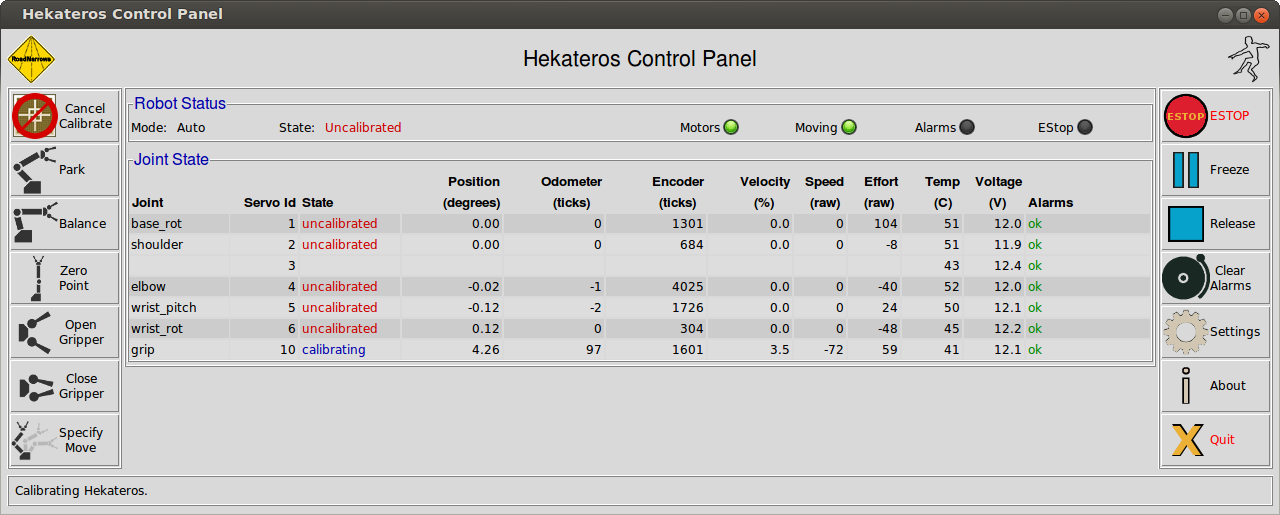 Hekateros Control Panel
RoadNarrows
Hekateros Control Panel
Cancel
Calibrate
Park
Balance
Zero
Point
Open
Gripper
Close
Gripper
Specify
Move
Robot Status
Mode: Auto State: Uncalibrated Motors Moving Alarms EStop
Joint State
Position Odometer Encoder Velocity Speed Effort Temp Voltage
Joint Servo Id State (degrees) (ticks) (ticks) (%) (raw) (raw) (C) (V) Alarms
base_rot 1 uncalibrated 0.00 0 1301 0.0 0 104 51 12.0 ok
shoulder 2 uncalibrated 0.00 0 684 0.0 0 -8 51 11.9 ok
3 43 12.4 ok
elbow 4 uncalibrated -0.02 -1 4025 0.0 0 -40 52 12.0 ok
wrist_pitch 5 uncalibrated -0.12 -2 1726 0.0 0 24 50 12.1 ok
wrist_rot 6 uncalibrated 0.12 0 304 0.0 0 -48 45 12.2 ok
grip 10 calibrating 4.26 97 1601 3.5 -72 59 41 12.1 ok
ESTOP ESTOP
Freeze
Release
Clear
Alarms
Settings
About
Quit
Calibrating Hekateros.